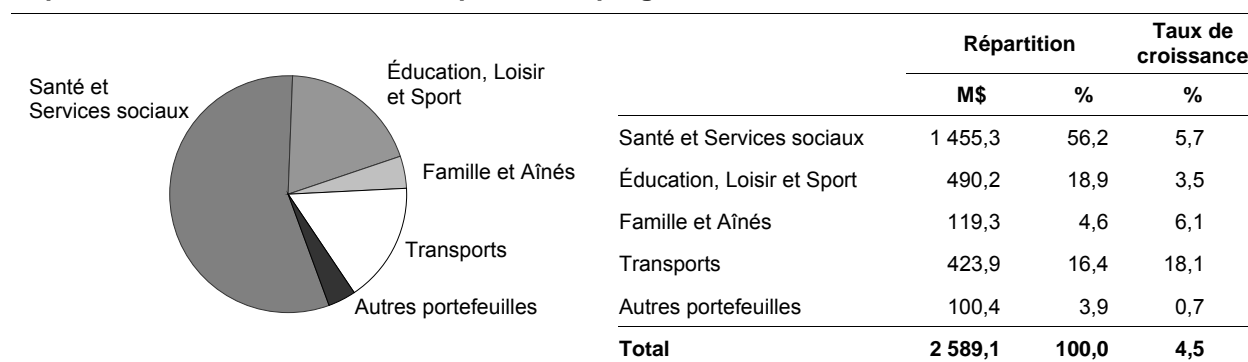 Santé et
Services sociaux
Éducation, Loisir
et Sport
Famille et Aînés
Transports
Autres portefeuilles
Répartition Taux de croissance
M$ % %
Santé et Services sociaux 1 455,3 56,2 5,7
Éducation, Loisir et Sport 490,2 18,9 3,5
Famille et Aînés 119,3 4,6 6,1
Transports 423,9 16,4 18,1
Autres portefeuilles 100,4 3,9 0,7
Total 2 589,1 100,0 4,5